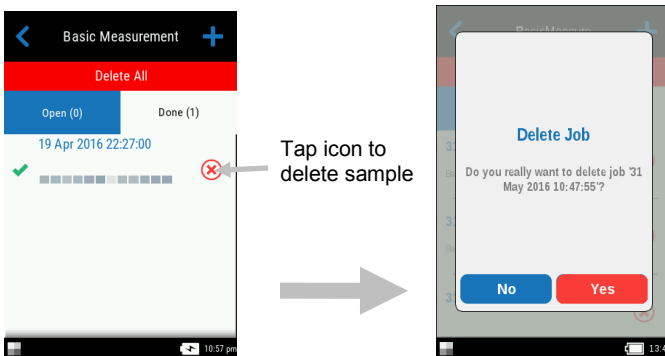 Basic Measurement
Delete All
Open (0)
Done (1)
19 Apr 2016 22:27:00
10:57 pm
Tap icon to
delete sample
BasicMeasure
Delete Job
Do you really want to delete job '31
May 2016 10:47:55'?
No
Yes